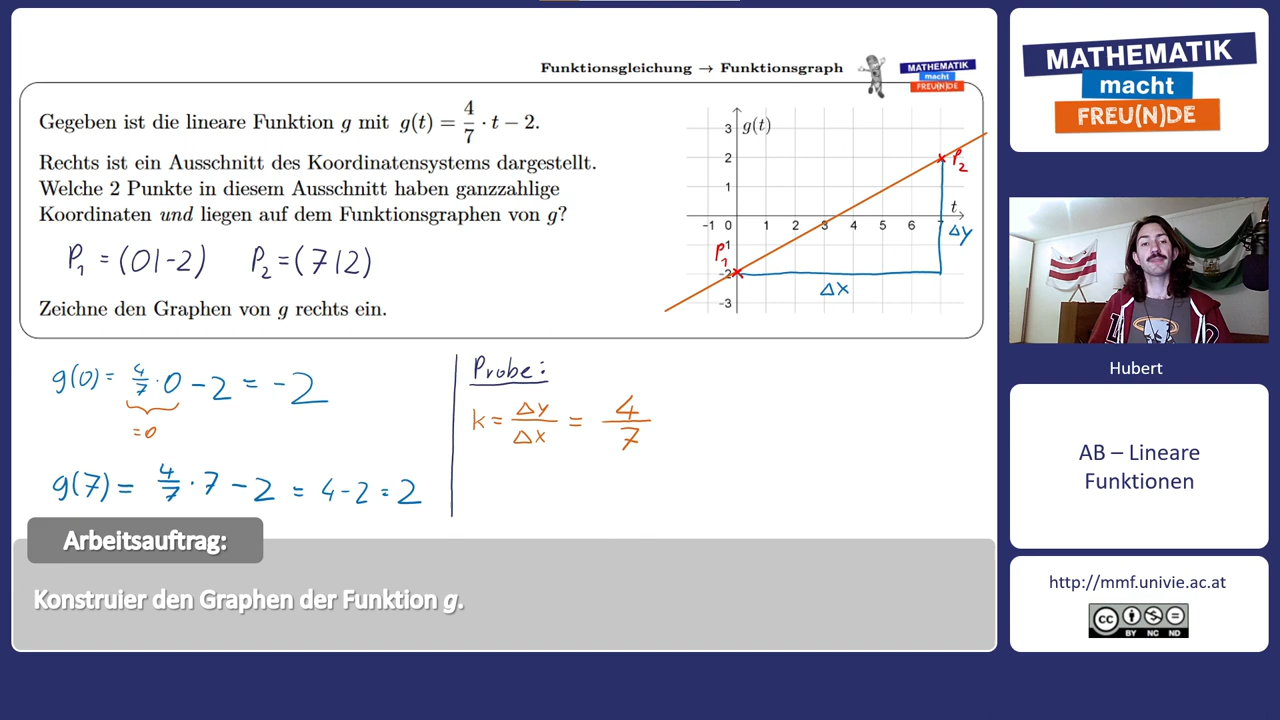 Funktionsgleichung → Funktionsgraph
MATHEMATIK
macht
FREU(N)DE
Gegeben ist die lineare Funktion g mit g(t) = 4/7 · t − 2.
Rechts ist ein Ausschnitt des Koordinatensystems dargestellt.
Welche 2 Punkte in diesem Ausschnitt haben ganzzahlige
Koordinaten und liegen auf dem Funktionsgraphen von g?
P₁ = (0|-2) P₂ = (7|2)
Zeichne den Graphen von g rechts ein.
3 g(t)
2 P₂
1
t
-1 0 1 2 3 4 5 6 7
Δy
P₁ -1
-2
Δx
-3
g(0) = 4/7 · 0 - 2 = -2
= 0
g(7) = 4/7 · 7 - 2 = 4 - 2 = 2
Probe:
k = Δy/Δx = 4/7
Arbeitsauftrag:
Konstruier den Graphen der Funktion g.
MATHEMATIK
macht
FREU(N)DE
Hubert
AB – Lineare
Funktionen
http://mmf.univie.ac.at
cc
BY NC ND